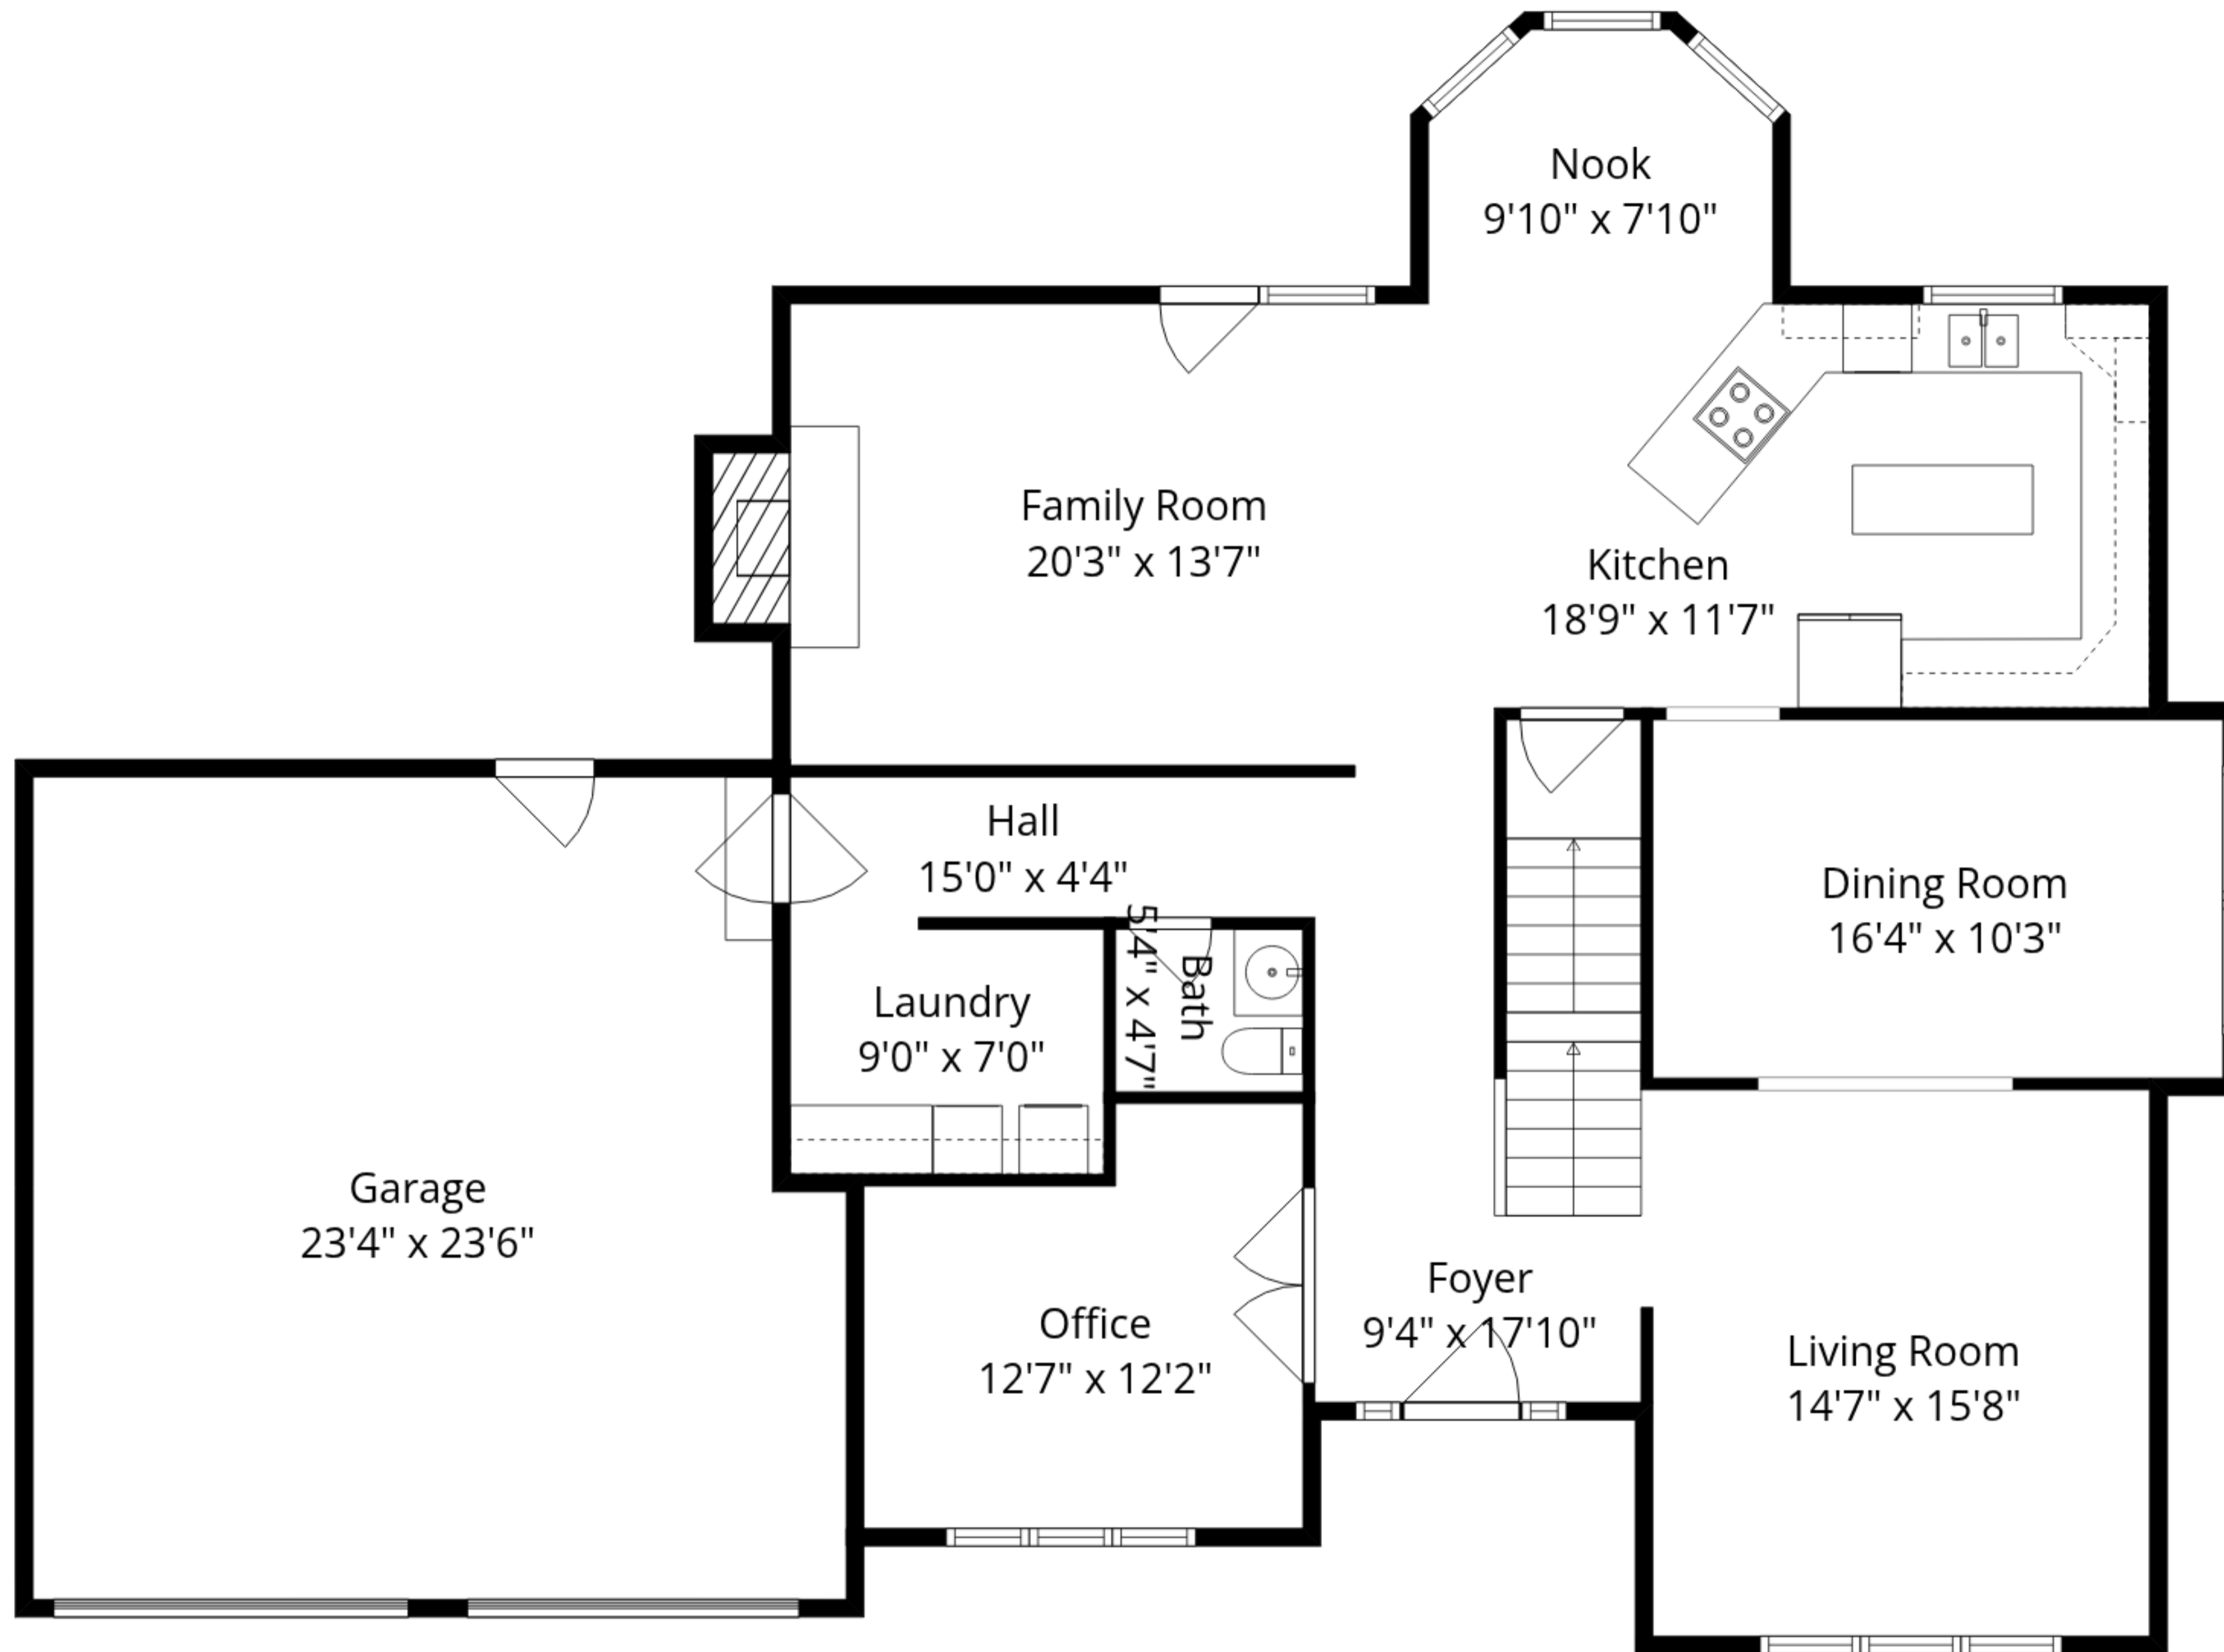 Nook
9'10" x 7'10"
Family Room
20'3" x 13'7"
Kitchen
18'9" x 11'7"
Hall
15'0" x 4'4"
Dining Room
16'4" x 10'3"
Bath
5'4" x 4'7"
Laundry
9'0" x 7'0"
Garage
23'4" x 23'6"
Foyer
9'4" x 17'10"
Office
12'7" x 12'2"
Living Room
14'7" x 15'8"